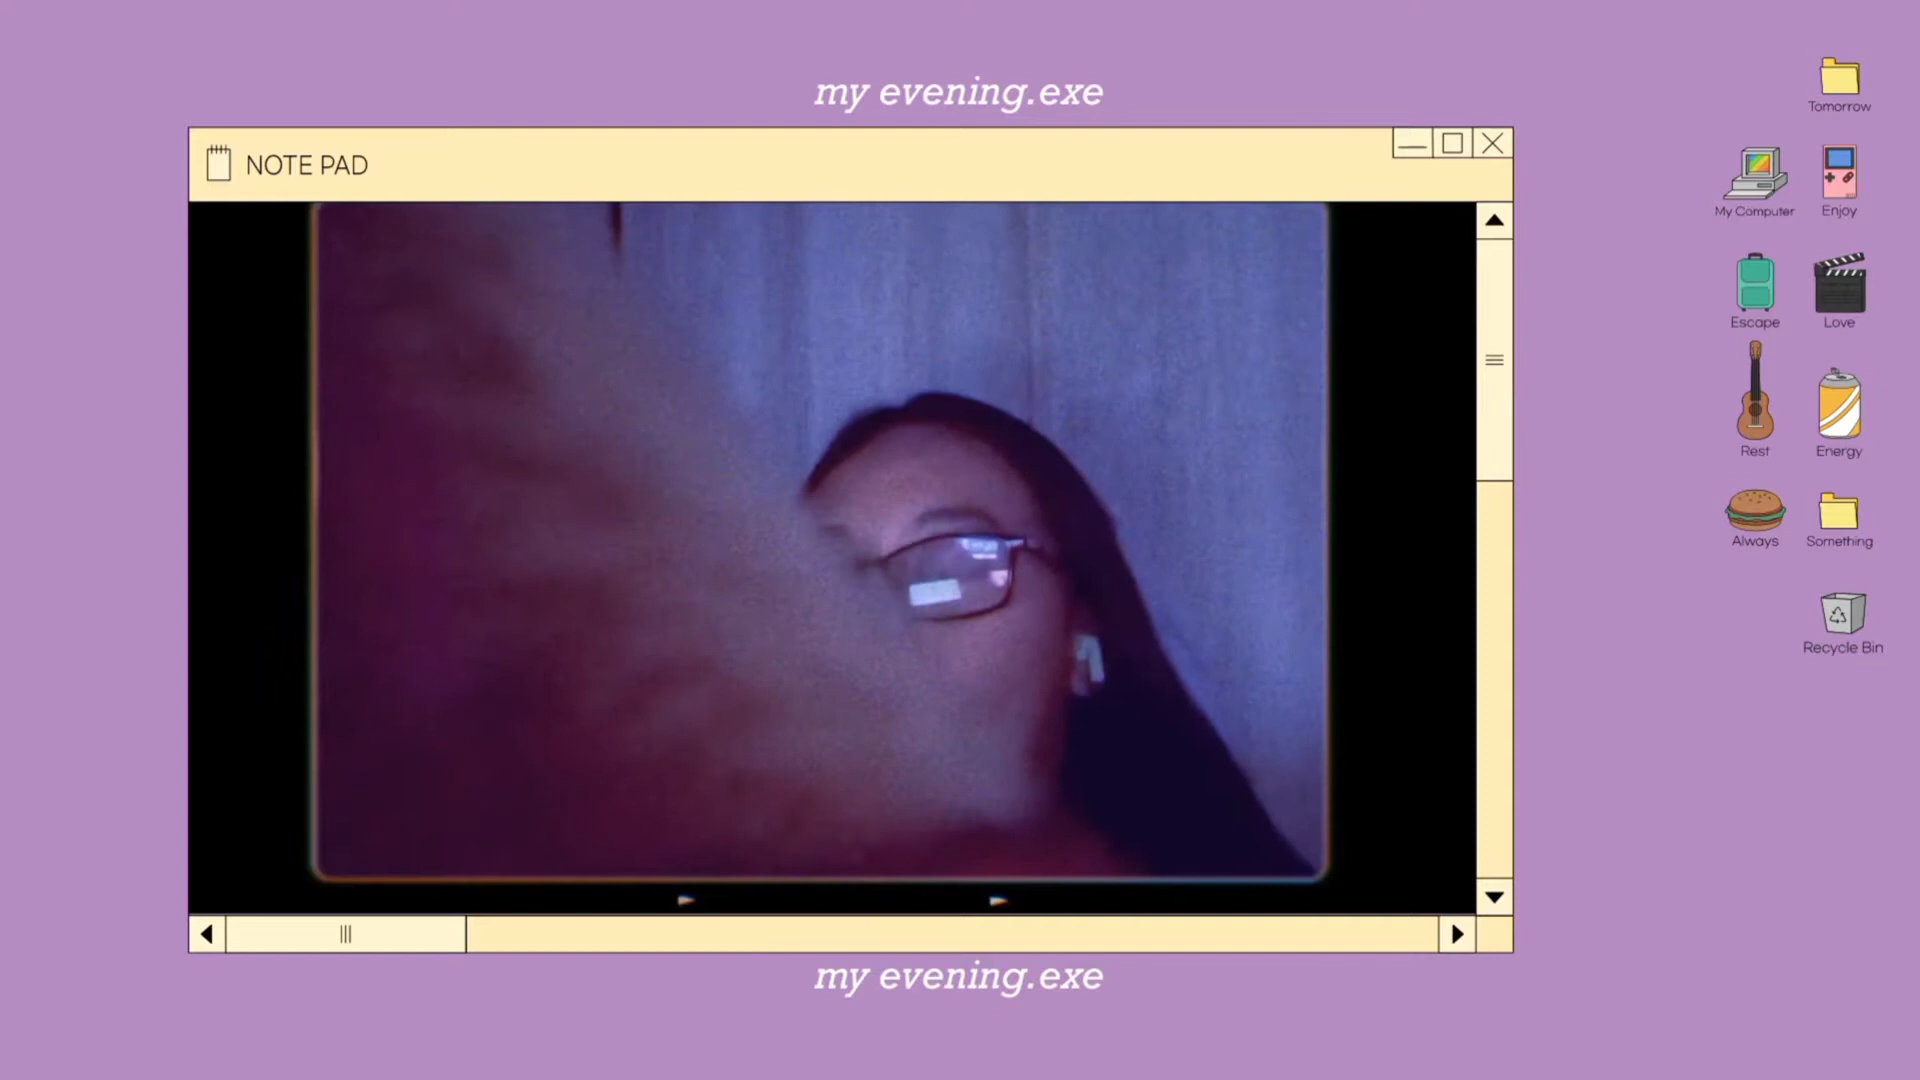 my evening.exe
NOTE PAD
Tomorrow
My Computer
Enjoy
Escape
Love
Rest
Energy
Always
Something
Recycle Bin
my evening.exe